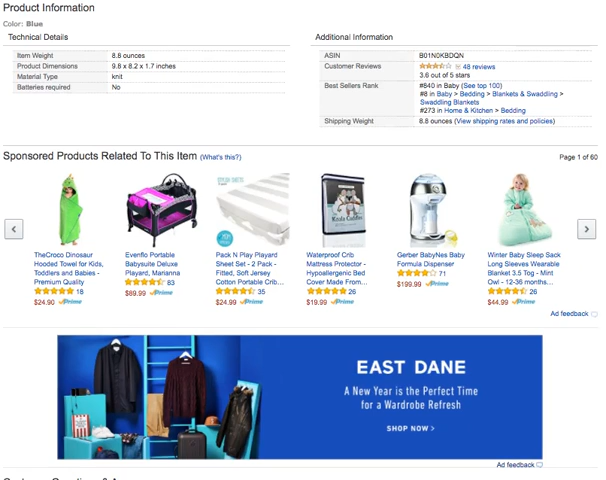 Product Information
Color: Blue
Technical Details
Item Weight 8.8 ounces
Product Dimensions 9.8 x 8.2 x 1.7 inches
Material Type knit
Batteries required No
Additional Information
ASIN B01N0KBDQN
Customer Reviews 48 reviews
3.6 out of 5 stars
Best Sellers Rank #840 in Baby (See top 100)
#8 in Baby > Bedding > Blankets & Swaddling >
Swaddling Blankets
#273 in Home & Kitchen > Bedding
Shipping Weight 8.8 ounces (View shipping rates and policies)
Sponsored Products Related To This Item (What's this?)
Page 1 of 60
TheCroco Dinosaur
Hooded Towel for Kids,
Toddlers and Babies -
Premium Quality
18
$24.90 Prime
Evenflo Portable
Babysuite Deluxe
Playard, Marianna
83
$89.99 Prime
Pack N Play Playard
Sheet Set - 2 Pack -
Fitted, Soft Jersey
Cotton Portable Crib...
35
$24.99 Prime
Waterproof Crib
Mattress Protector -
Hypoallergenic Bed
Cover Made From...
26
$19.99 Prime
Gerber BabyNes Baby
Formula Dispenser
71
$199.99 Prime
Winter Baby Sleep Sack
Long Sleeves Wearable
Blanket 3.5 Tog - Mint
Owl - 12-36 months...
26
$44.99 Prime
Ad feedback
EAST DANE
A New Year is the Perfect Time
for a Wardrobe Refresh
SHOP NOW >
Ad feedback